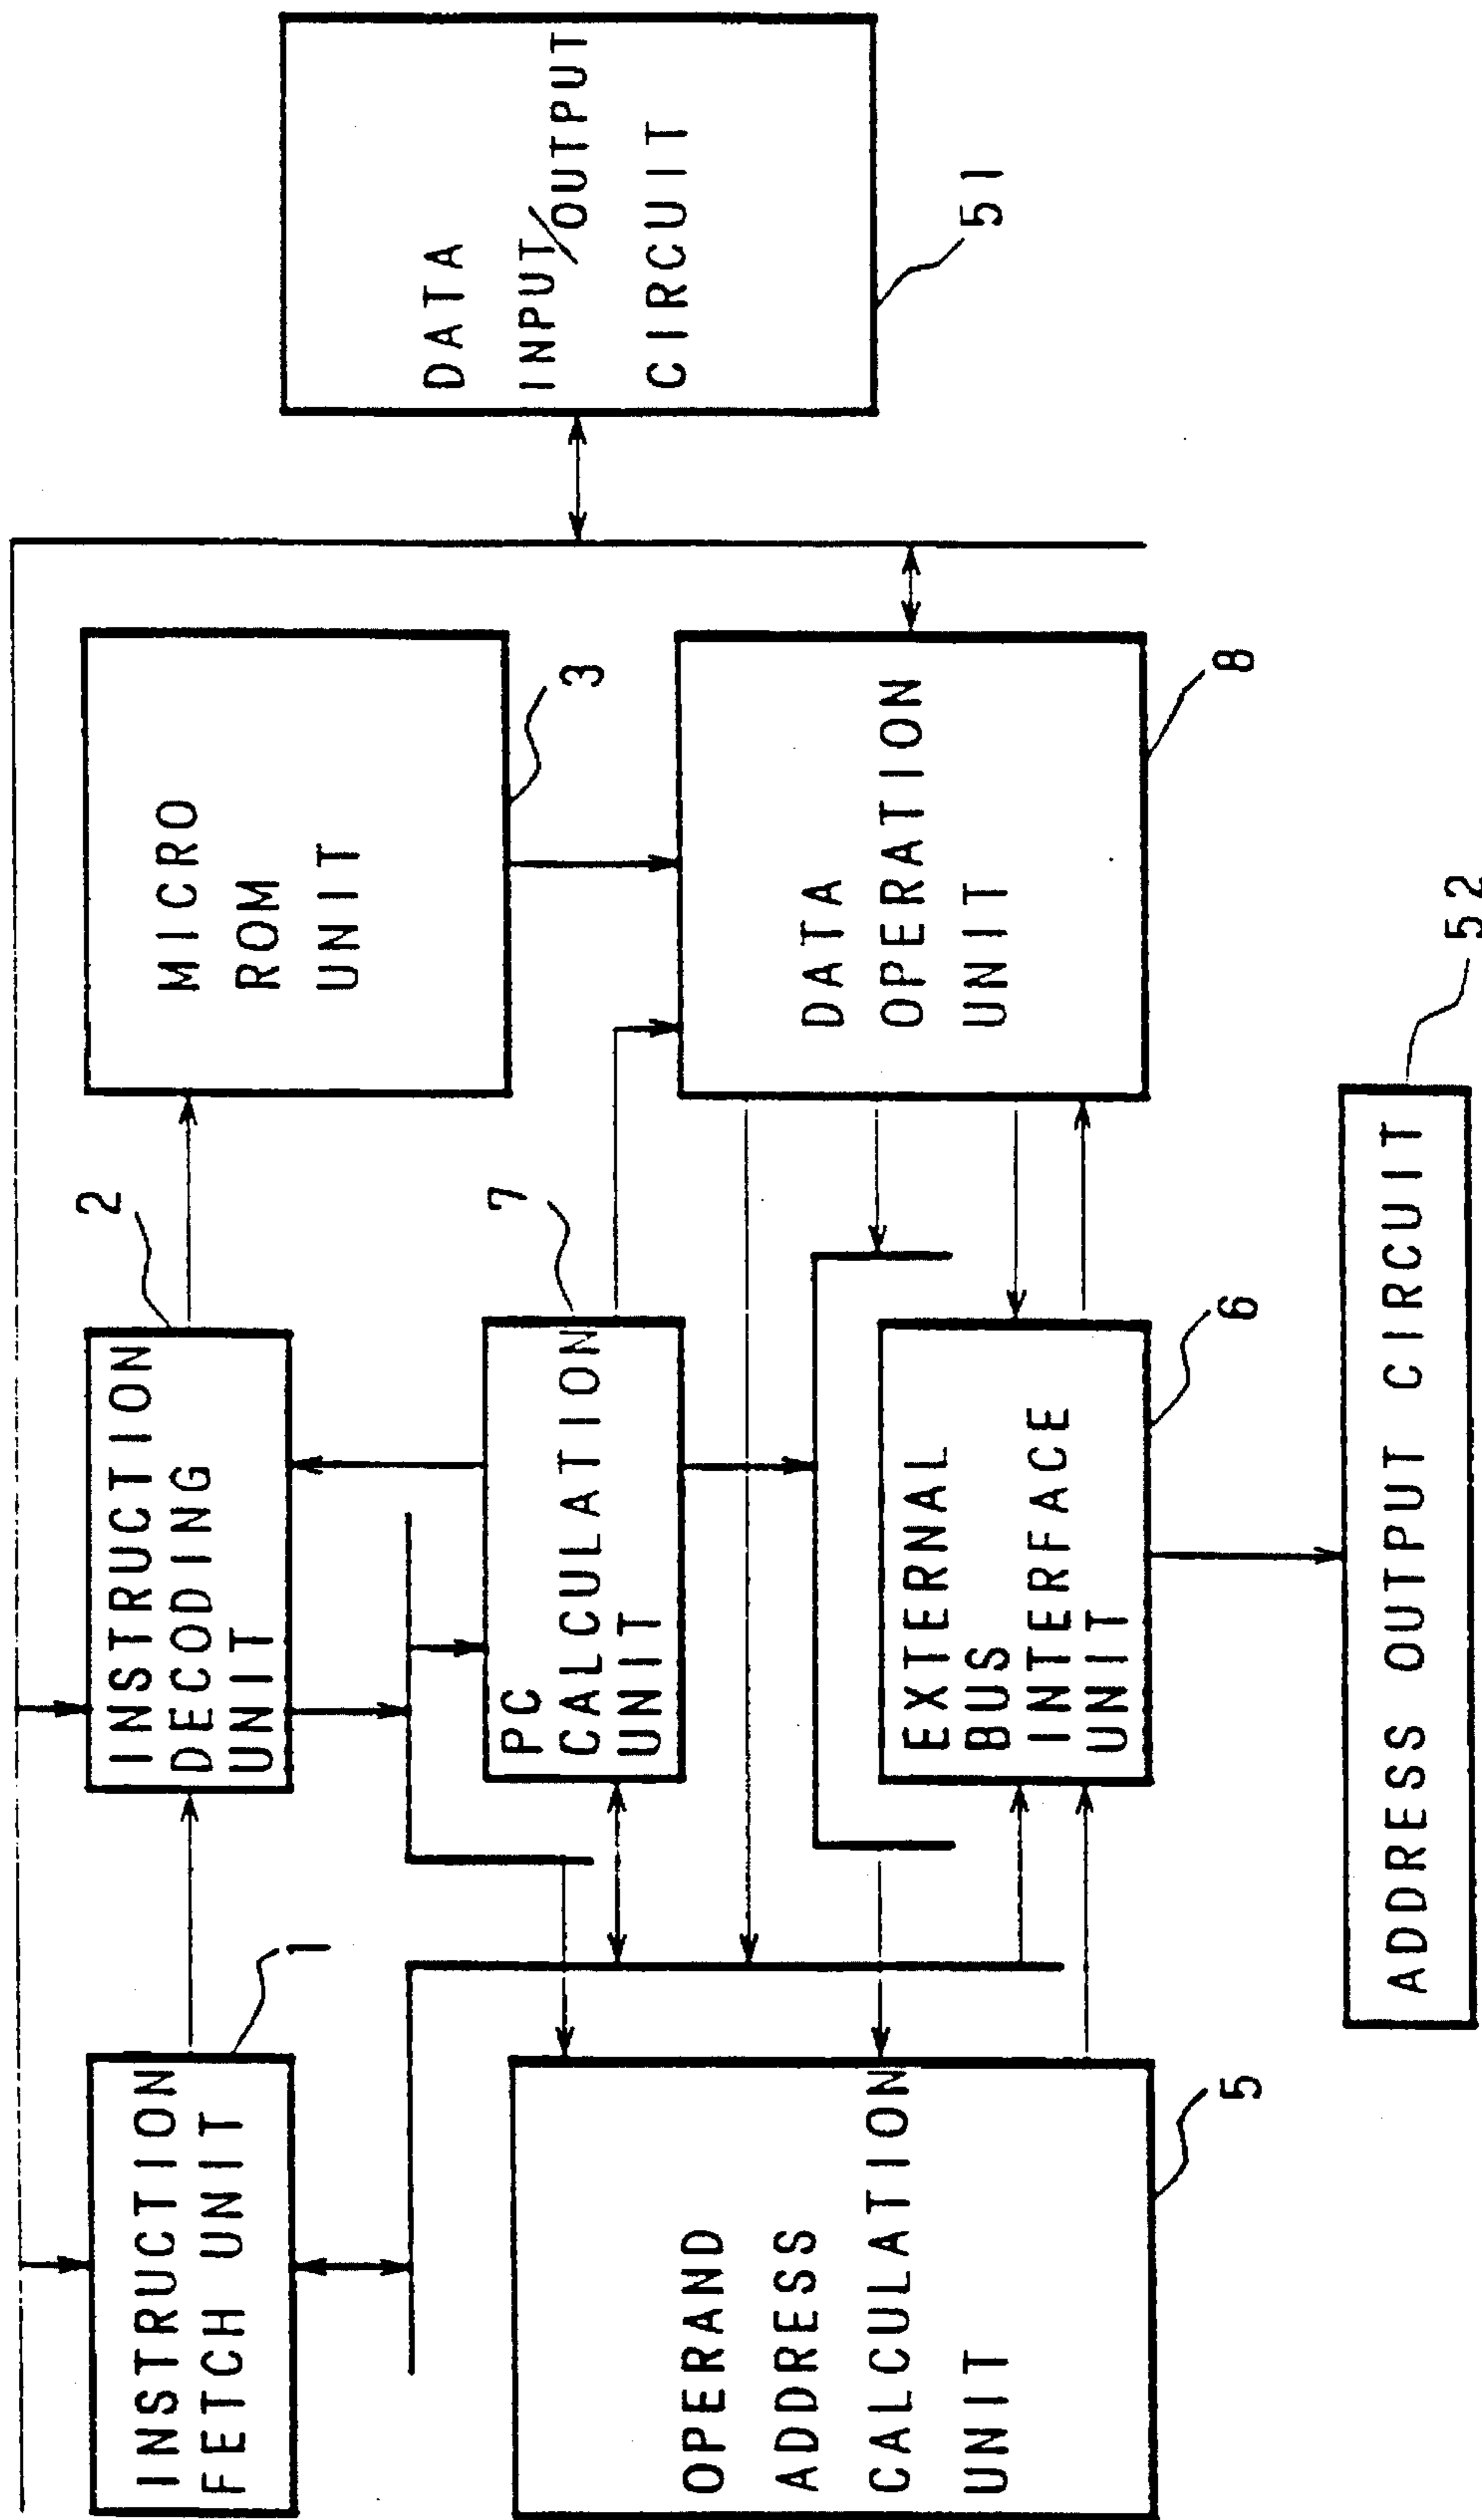 INSTRUCTION
FETCH UNIT
1
INSTRUCTION
DECODING
UNIT
2
MICRO
ROM
UNIT
3
DATA
INPUT/OUTPUT
CIRCUIT
51
OPERAND
ADDRESS
CALCULATION
UNIT
5
PC
CALCULATION
UNIT
7
EXTERNAL
BUS
INTERFACE
UNIT
6
DATA
OPERATION
UNIT
8
ADDRESS OUTPUT CIRCUIT
52